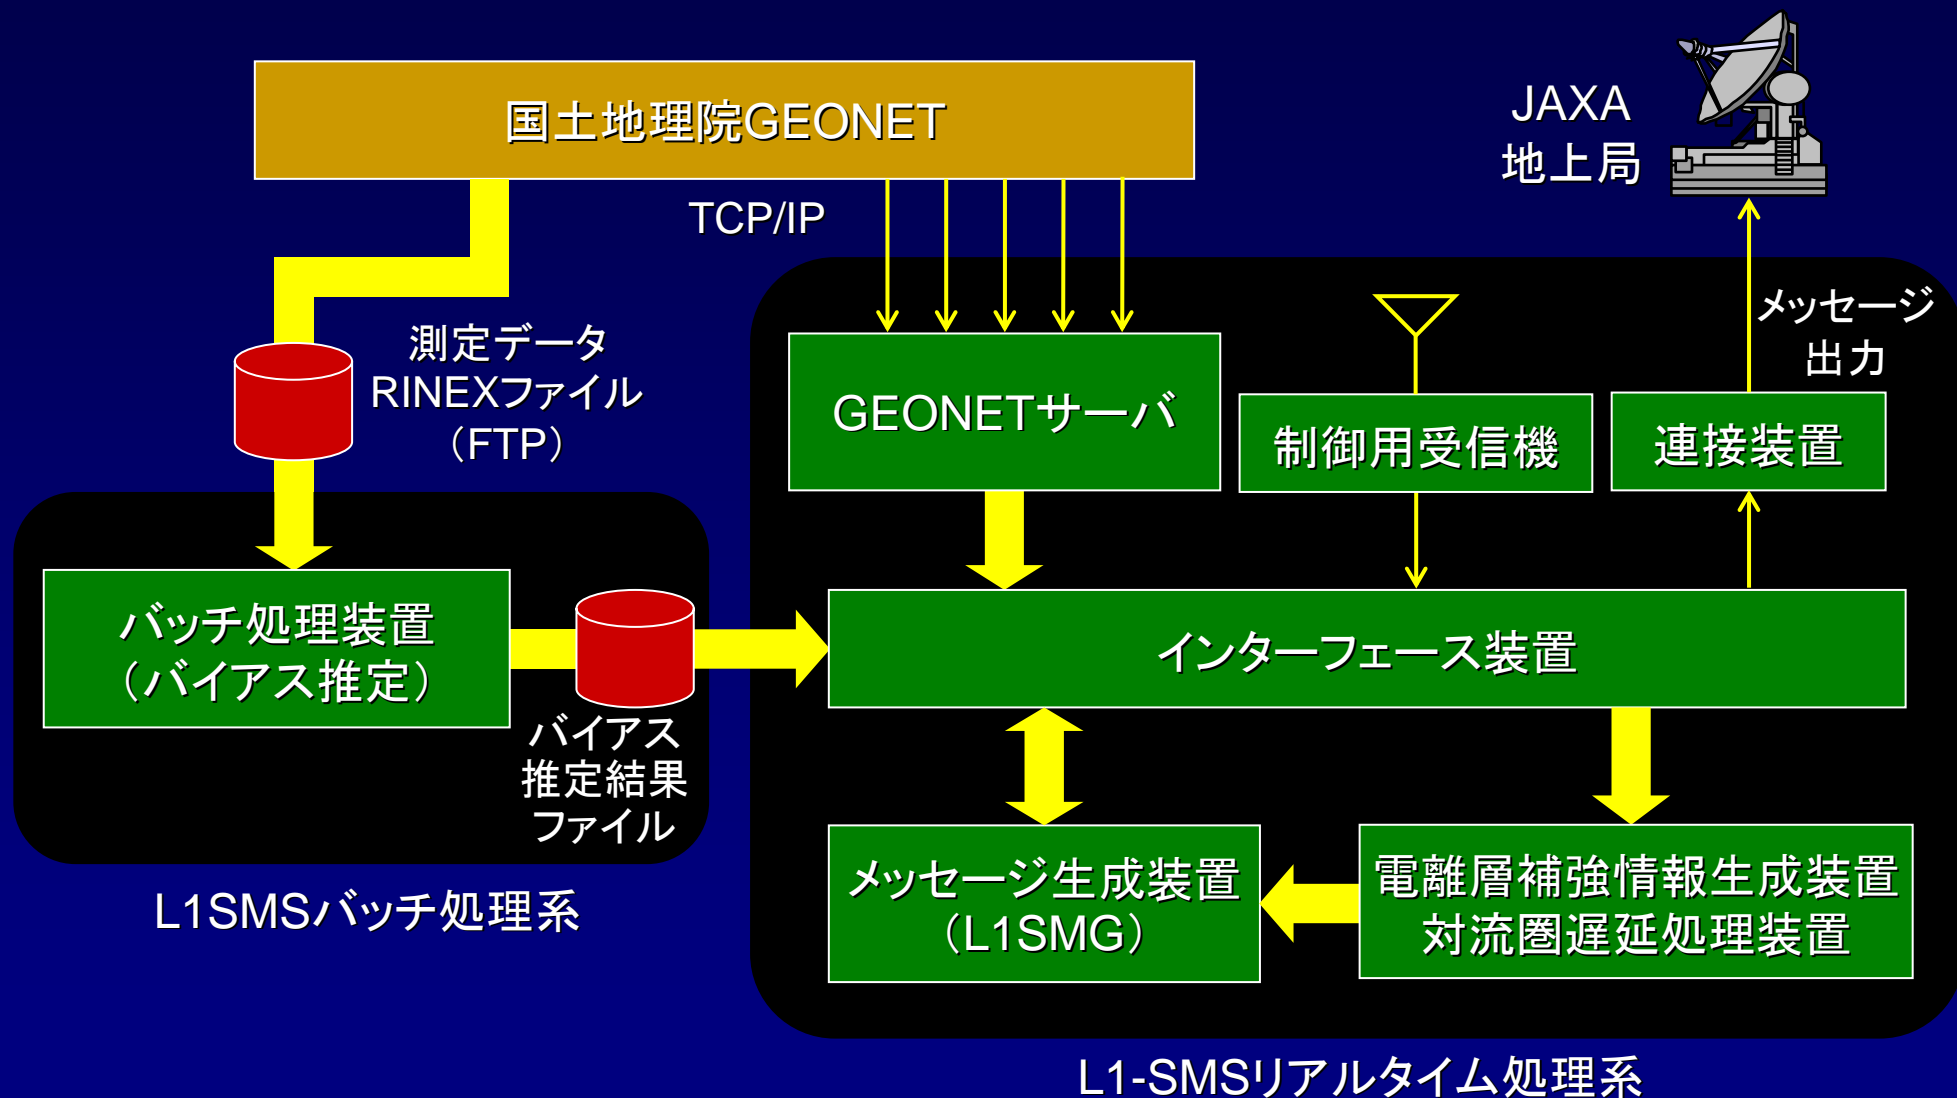 国土地理院GEONET
JAXA
地上局
TCP/IP
測定データ
RINEXファイル
（FTP）
GEONETサーバ
制御用受信機
連接装置
メッセージ
出力
バッチ処理装置
（バイアス推定）
バイアス
推定結果
ファイル
インターフェース装置
メッセージ生成装置
（L1SMG）
電離層補強情報生成装置
対流圏遅延処理装置
L1SMSバッチ処理系
L1-SMSリアルタイム処理系